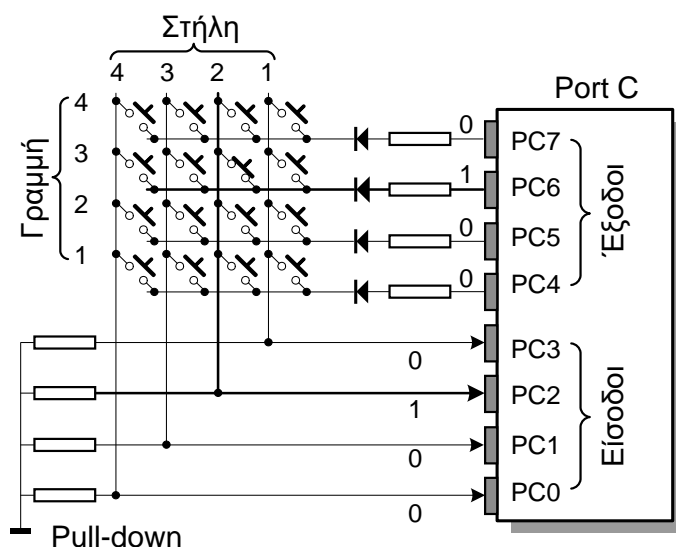 Στήλη
4 3 2 1
Port C
Γραμμή
4
3
2
1
0 PC7
1 PC6
0 PC5
0 PC4
Έξοδοι
0 PC3
1 PC2
0 PC1
0 PC0
Είσοδοι
Pull-down